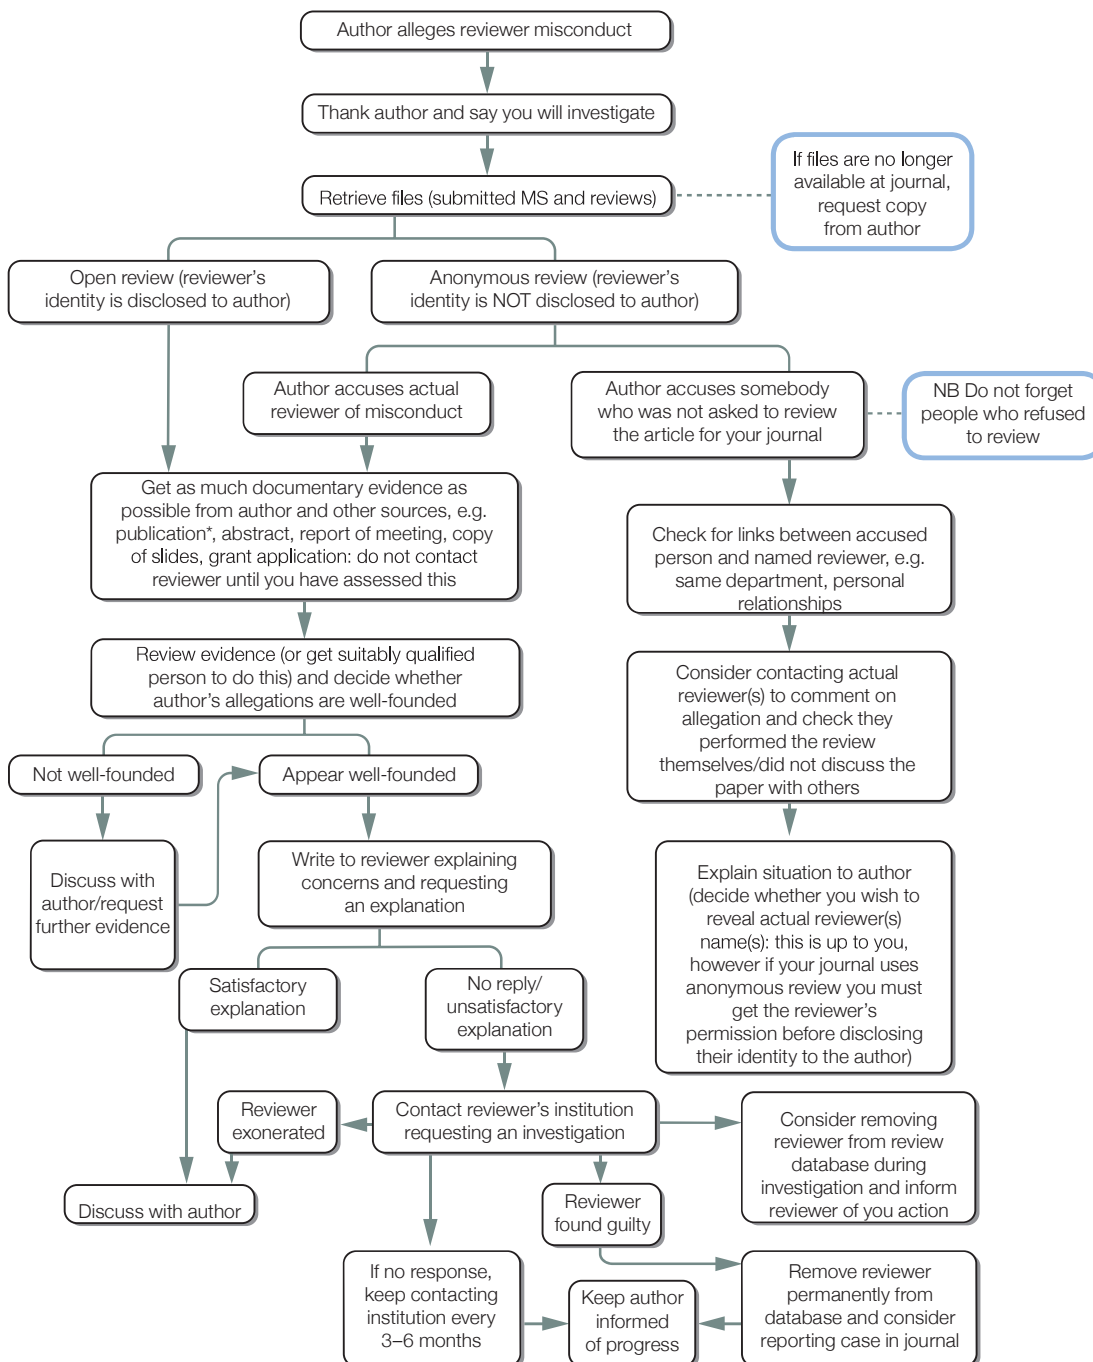 Author alleges reviewer misconduct
Thank author and say you will investigate
Retrieve files (submitted MS and reviews)
If files are no longer
available at journal,
request copy
from author
Open review (reviewer's
identity is disclosed to author)
Anonymous review (reviewer's
identity is NOT disclosed to author)
Author accuses actual
reviewer of misconduct
Author accuses somebody
who was not asked to review
the article for your journal
NB Do not forget
people who refused
to review
Get as much documentary evidence as
possible from author and other sources, e.g.
publication*, abstract, report of meeting, copy
of slides, grant application: do not contact
reviewer until you have assessed this
Check for links between accused
person and named reviewer, e.g.
same department, personal
relationships
Review evidence (or get suitably qualified
person to do this) and decide whether
author's allegations are well-founded
Consider contacting actual
reviewer(s) to comment on
allegation and check they
performed the review
themselves/did not discuss the
paper with others
Not well-founded
Appear well-founded
Discuss with
author/request
further evidence
Write to reviewer explaining
concerns and requesting
an explanation
Explain situation to author
(decide whether you wish to
reveal actual reviewer(s)
name(s): this is up to you,
however if your journal uses
anonymous review you must
get the reviewer's
permission before disclosing
their identity to the author)
Satisfactory
explanation
No reply/
unsatisfactory
explanation
Reviewer
exonerated
Contact reviewer's institution
requesting an investigation
Consider removing
reviewer from review
database during
investigation and inform
reviewer of you action
Discuss with author
Reviewer
found guilty
If no response,
keep contacting
institution every
3–6 months
Keep author
informed
of progress
Remove reviewer
permanently from
database and consider
reporting case in journal